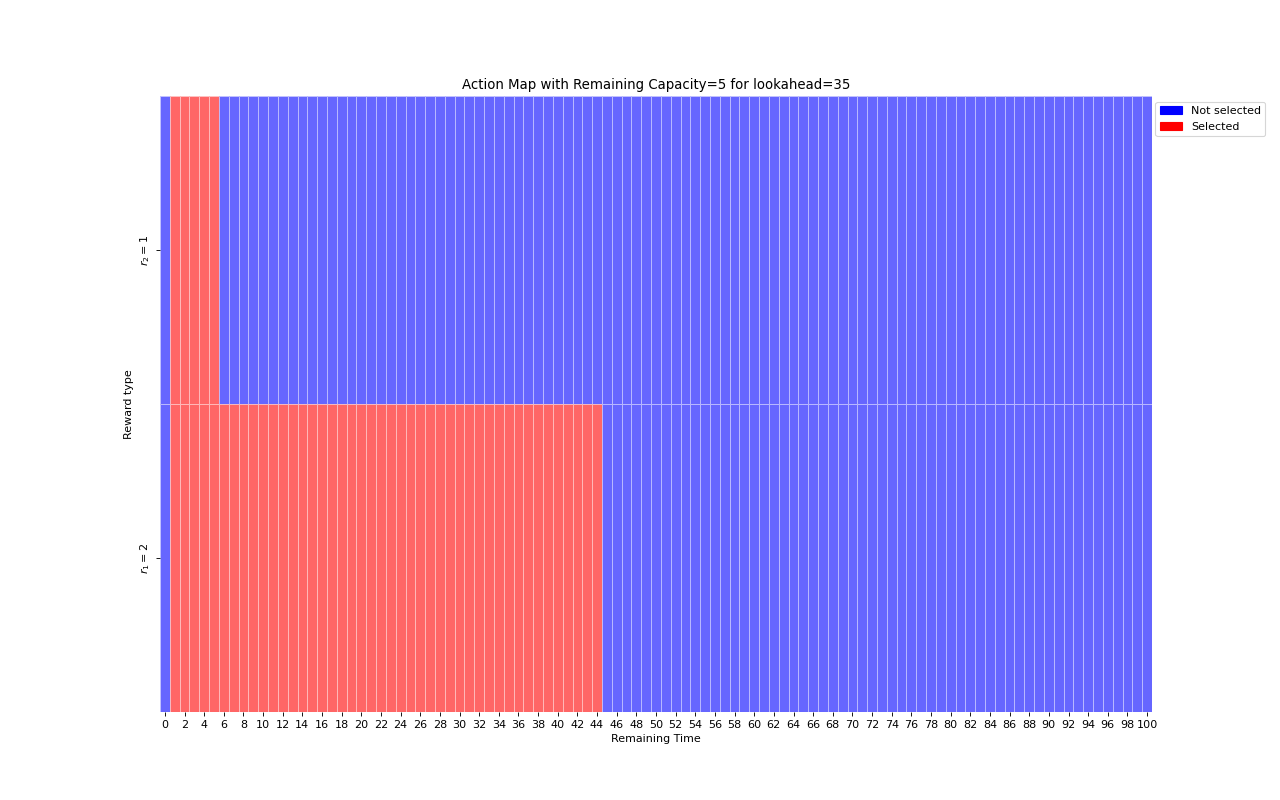 Action Map with Remaining Capacity=5 for lookahead=35
Not selected
Selected
r₂ = 1
Reward type
r₁ = 2
0 2 4 6 8 10 12 14 16 18 20 22 24 26 28 30 32 34 36 38 40 42 44 46 48 50 52 54 56 58 60 62 64 66 68 70 72 74 76 78 80 82 84 86 88 90 92 94 96 98 100
Remaining Time